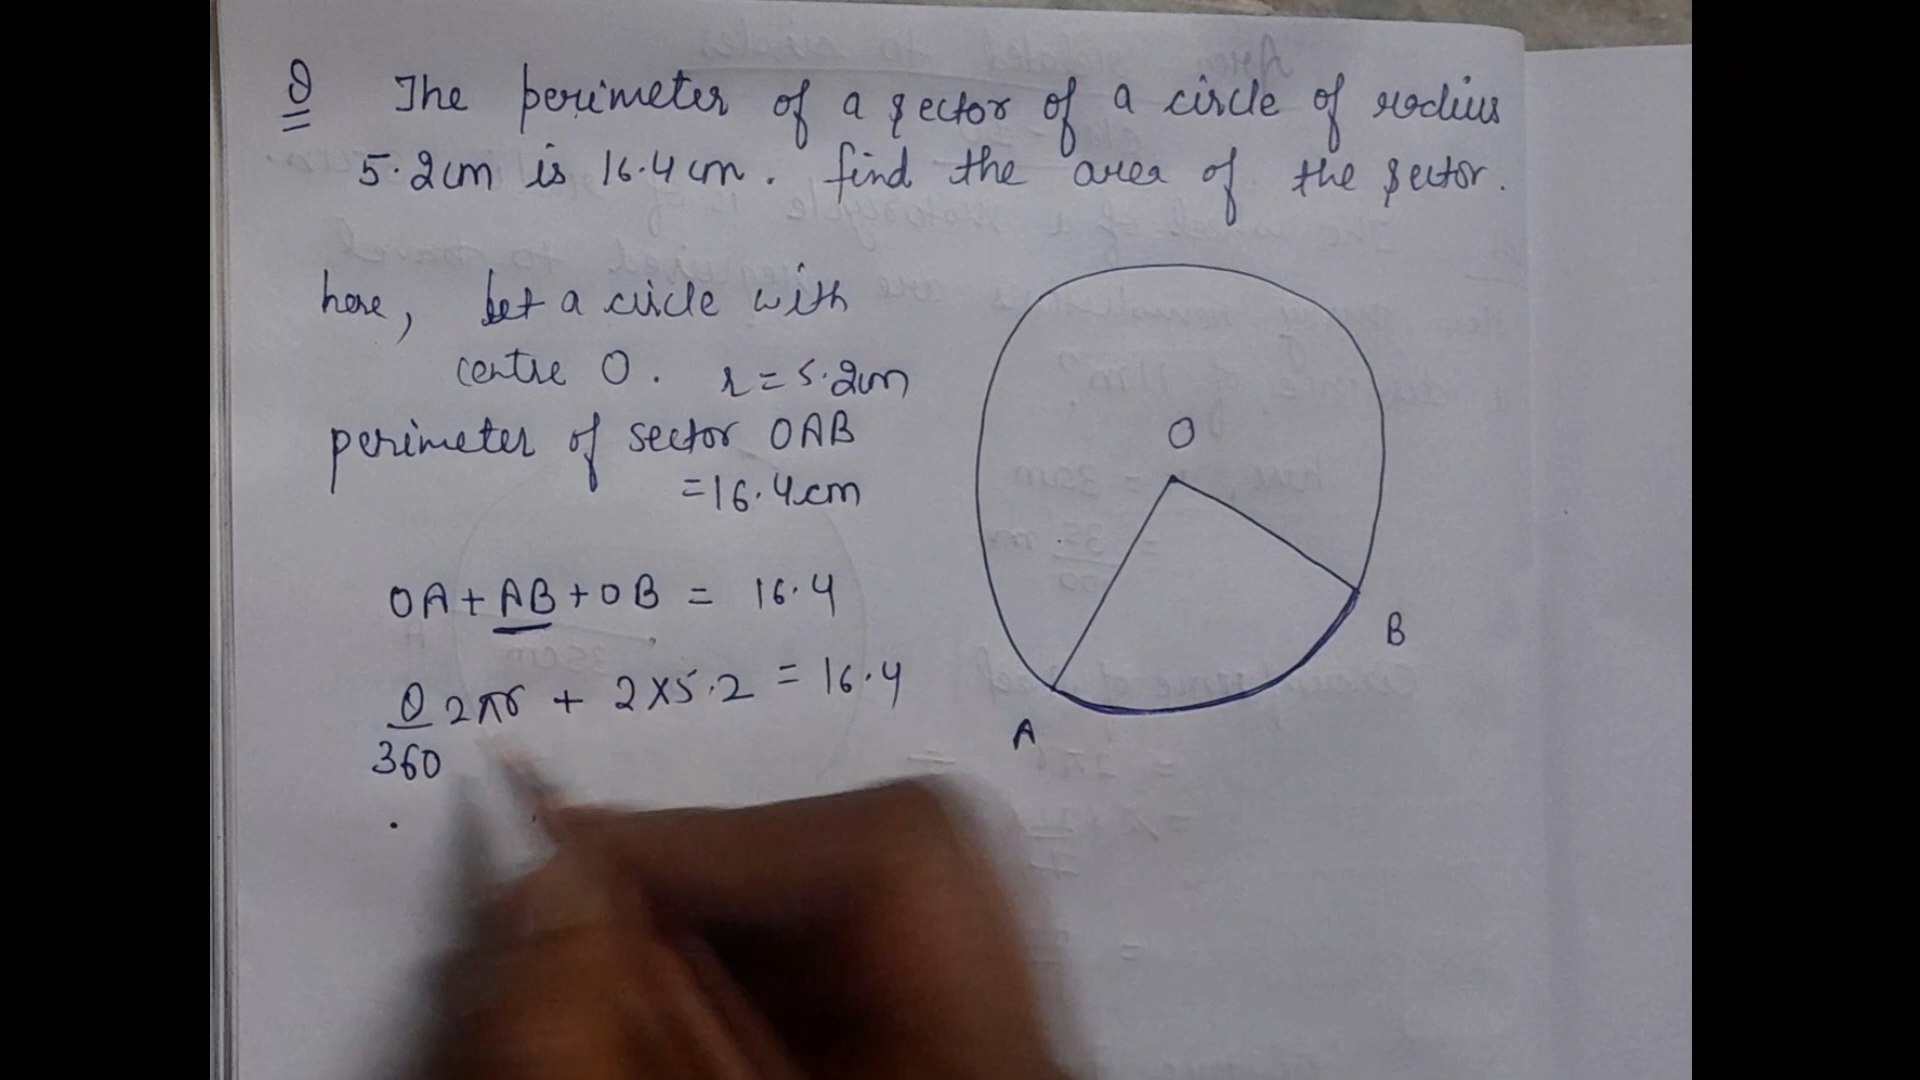 Q The perimeter of a sector of a circle of radius
5.2cm is 16.4cm. find the area of the sector.
here, let a circle with
centre O. r = 5.2cm
perimeter of sector OAB
= 16.4cm
OA + AB + OB = 16.4
θ/360 2πr + 2×5.2 = 16.4
O
A
B